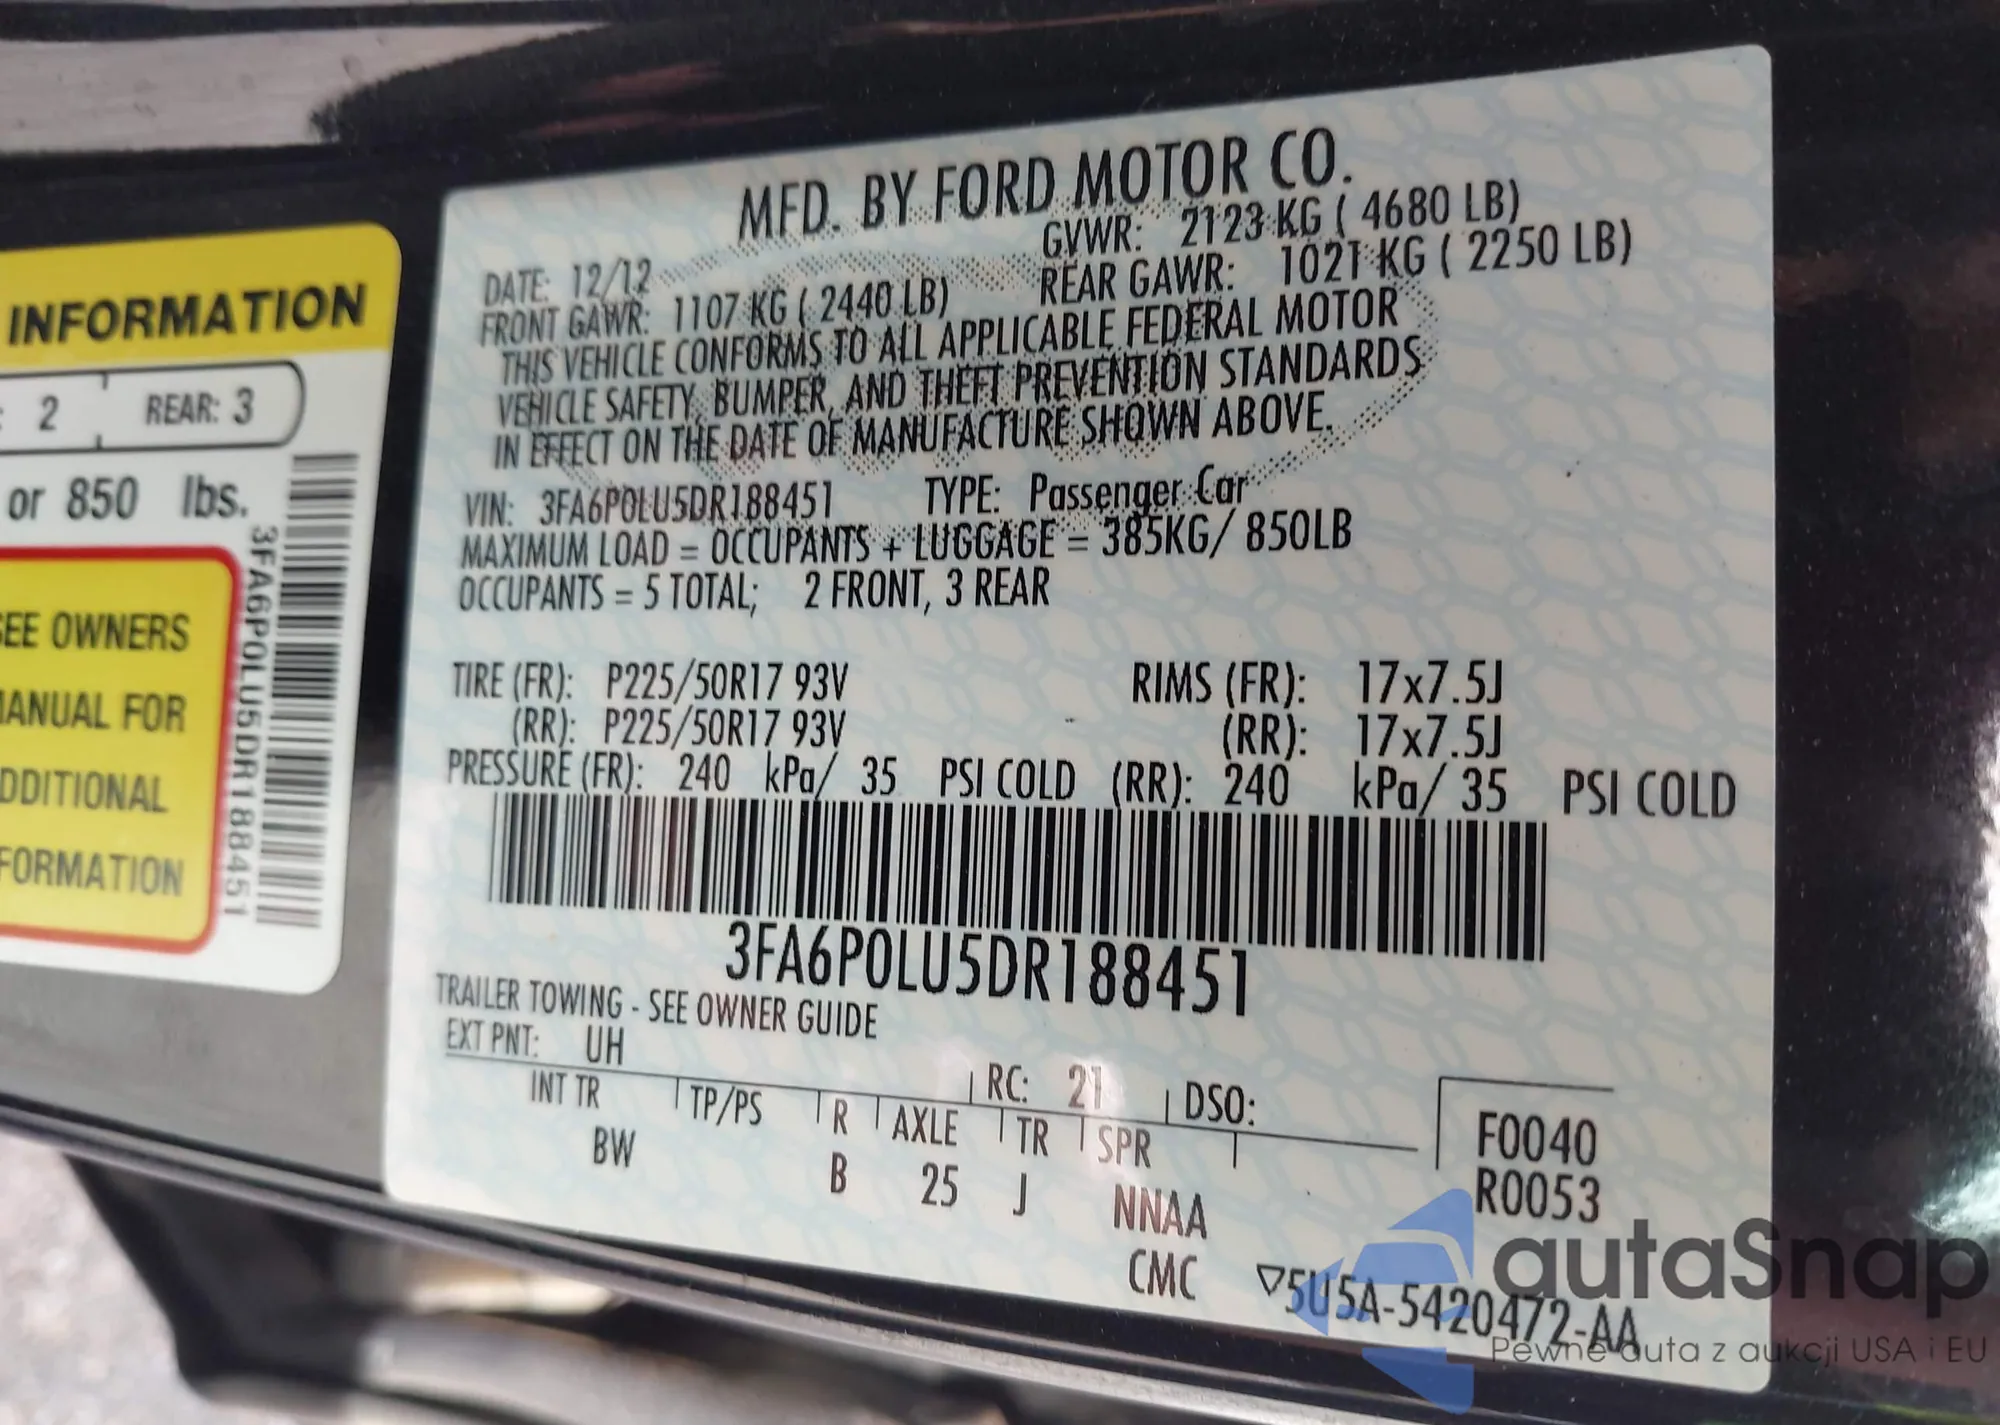 INFORMATION
2 REAR: 3
or 850 lbs.
SEE OWNERS
MANUAL FOR
ADDITIONAL
INFORMATION
3FA6P0LU5DR188451
MFD. BY FORD MOTOR CO.
DATE: 12/12 GVWR: 2123 KG ( 4680 LB)
FRONT GAWR: 1107 KG ( 2440 LB) REAR GAWR: 1021 KG ( 2250 LB)
THIS VEHICLE CONFORMS TO ALL APPLICABLE FEDERAL MOTOR
VEHICLE SAFETY, BUMPER, AND THEFT PREVENTION STANDARDS
IN EFFECT ON THE DATE OF MANUFACTURE SHOWN ABOVE.
VIN: 3FA6P0LU5DR188451 TYPE: Passenger Car
MAXIMUM LOAD = OCCUPANTS + LUGGAGE = 385KG/ 850LB
OCCUPANTS = 5 TOTAL; 2 FRONT, 3 REAR
TIRE (FR): P225/50R17 93V RIMS (FR): 17x7.5J
(RR): P225/50R17 93V (RR): 17x7.5J
PRESSURE (FR): 240 kPa/ 35 PSI COLD (RR): 240 kPa/ 35 PSI COLD
3FA6P0LU5DR188451
TRAILER TOWING - SEE OWNER GUIDE
EXT PNT: UH RC: 21 DSO:
INT TR TP/PS R AXLE TR SPR F0040
BW B 25 J NNAA R0053
CMC ▽5U5A-5420472-AA
autaSnap
Pewne auta z aukcji USA i EU